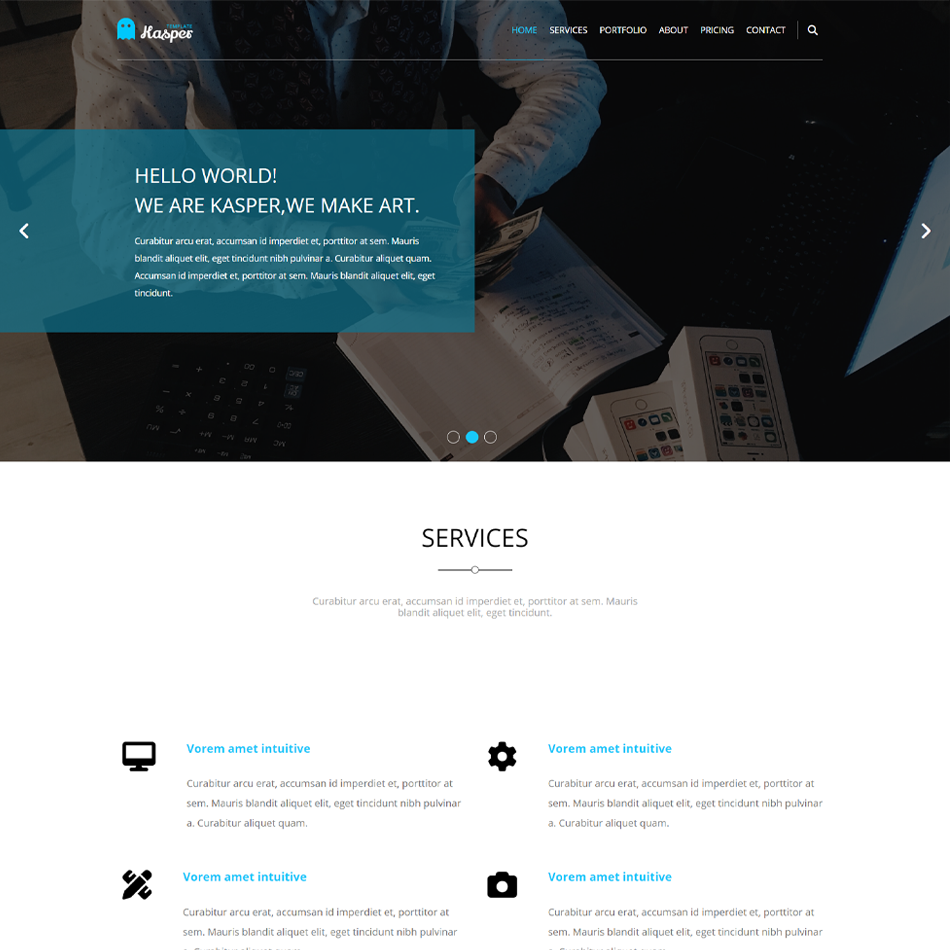 TEMPLATE
Kasper
HOME SERVICES PORTFOLIO ABOUT PRICING CONTACT
HELLO WORLD!
WE ARE KASPER,WE MAKE ART.
Curabitur arcu erat, accumsan id imperdiet et, porttitor at sem. Mauris
blandit aliquet elit, eget tincidunt nibh pulvinar a. Curabitur aliquet quam.
Accumsan id imperdiet et, porttitor at sem. Mauris blandit aliquet elit, eget
tincidunt.
SERVICES
Curabitur arcu erat, accumsan id imperdiet et, porttitor at sem. Mauris
blandit aliquet elit, eget tincidunt.
Vorem amet intuitive
Curabitur arcu erat, accumsan id imperdiet et, porttitor at
sem. Mauris blandit aliquet elit, eget tincidunt nibh pulvinar
a. Curabitur aliquet quam.
Vorem amet intuitive
Curabitur arcu erat, accumsan id imperdiet et, porttitor at
sem. Mauris blandit aliquet elit, eget tincidunt nibh pulvinar
a. Curabitur aliquet quam.
Vorem amet intuitive
Curabitur arcu erat, accumsan id imperdiet et, porttitor at
sem. Mauris blandit aliquet elit, eget tincidunt nibh pulvinar
Vorem amet intuitive
Curabitur arcu erat, accumsan id imperdiet et, porttitor at
sem. Mauris blandit aliquet elit, eget tincidunt nibh pulvinar